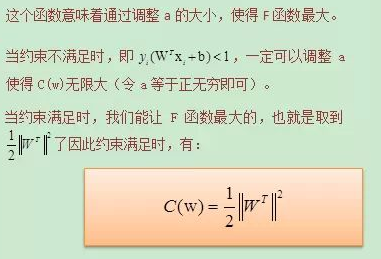 这个函数意味着通过调整 a 的大小，使得 F 函数最大。
当约束不满足时，即 yᵢ(Wᵀxᵢ+b)<1，一定可以调整 a
使得 C(w)无限大（令 a 等于正无穷即可）。
当约束满足时，我们能让 F 函数最大的，也就是取到
1/2‖Wᵀ‖² 了因此约束满足时，有：
C(w) = 1/2‖Wᵀ‖²